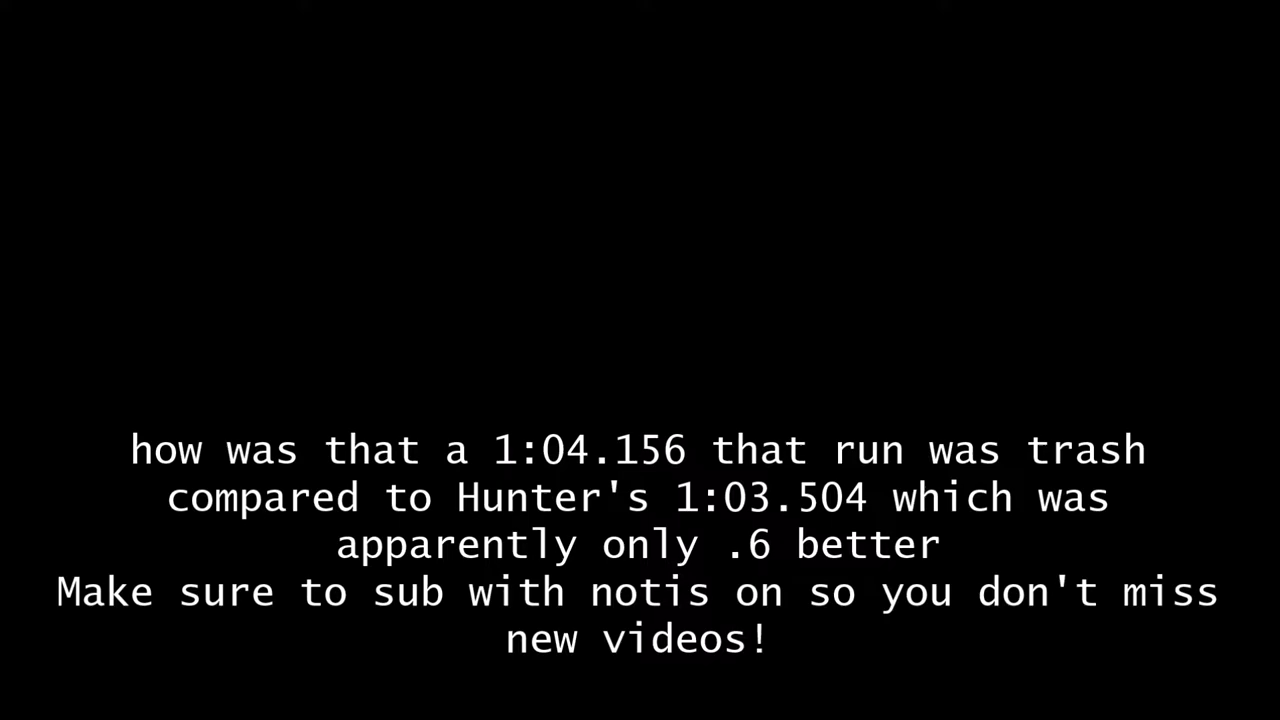 how was that a 1:04.156 that run was trash
compared to Hunter's 1:03.504 which was
apparently only .6 better
Make sure to sub with notis on so you don't miss
new videos!